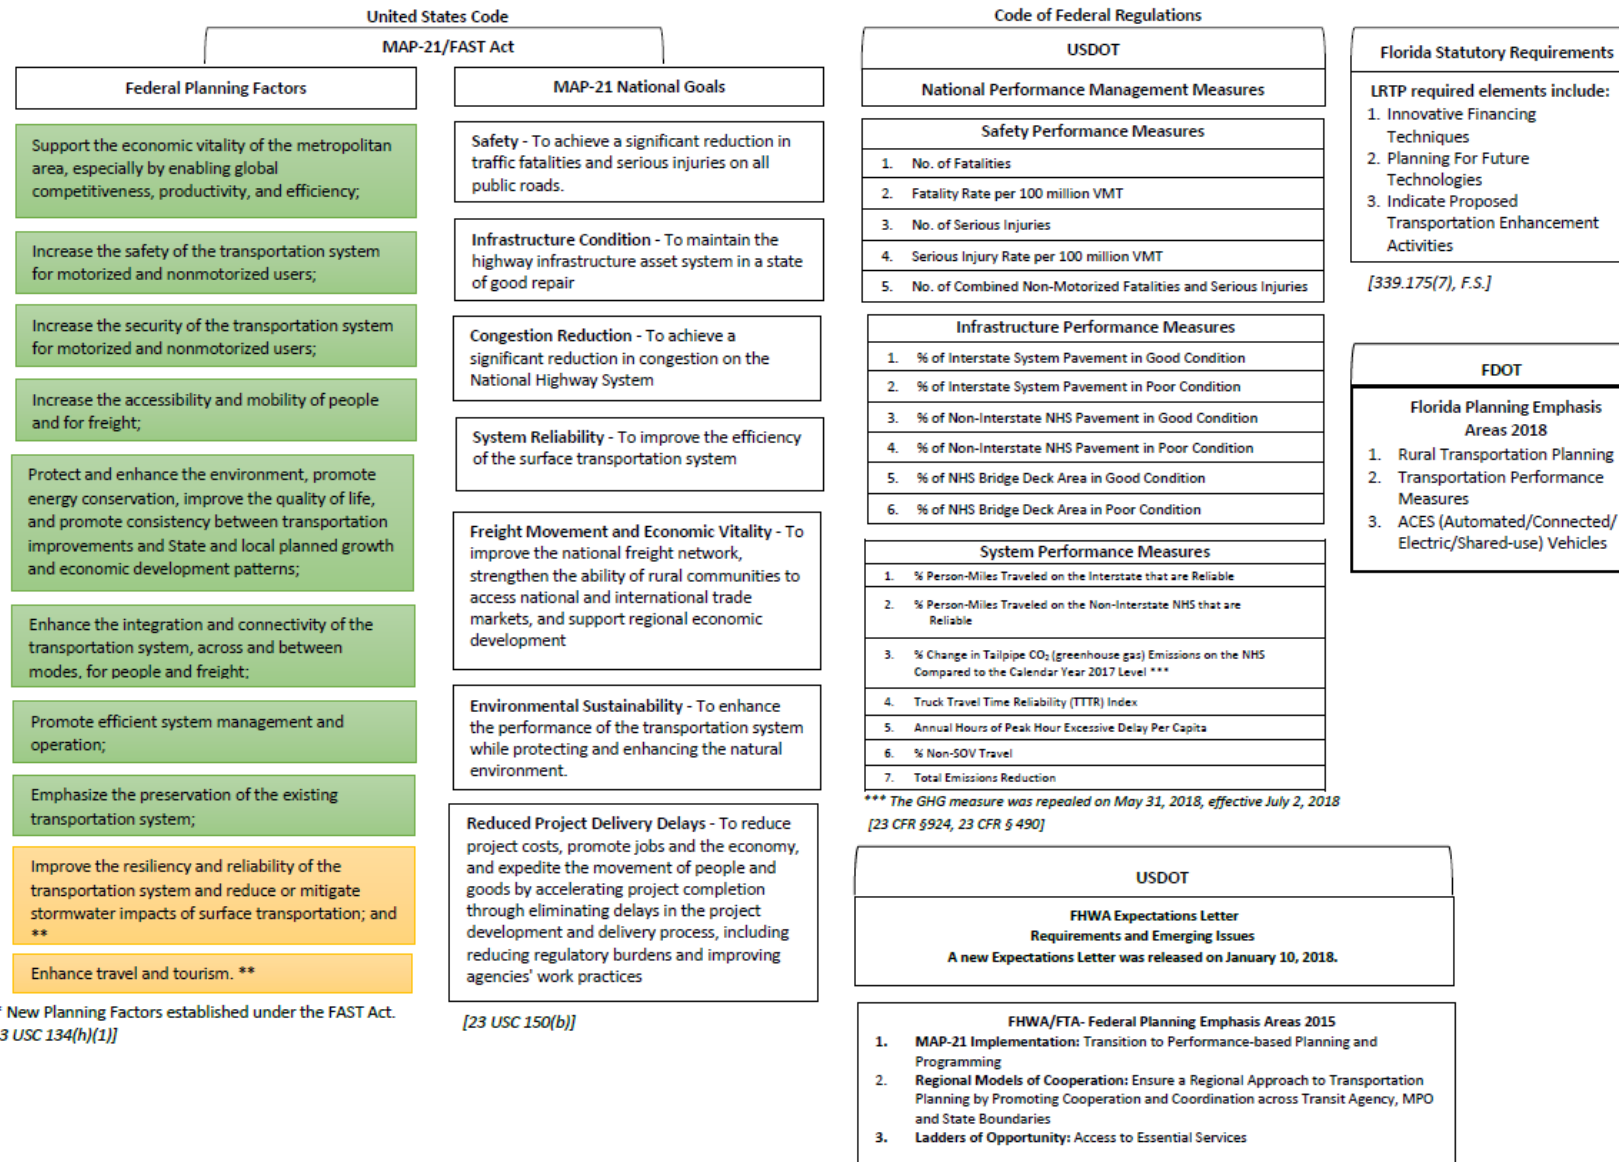 United States Code
MAP-21/FAST Act
Federal Planning Factors
Support the economic vitality of the metropolitan
area, especially by enabling global
competitiveness, productivity, and efficiency;
Increase the safety of the transportation system
for motorized and nonmotorized users;
Increase the security of the transportation system
for motorized and nonmotorized users;
Increase the accessibility and mobility of people
and for freight;
Protect and enhance the environment, promote
energy conservation, improve the quality of life,
and promote consistency between transportation
improvements and State and local planned growth
and economic development patterns;
Enhance the integration and connectivity of the
transportation system, across and between
modes, for people and freight;
Promote efficient system management and
operation;
Emphasize the preservation of the existing
transportation system;
Improve the resiliency and reliability of the
transportation system and reduce or mitigate
stormwater impacts of surface transportation; and
**
Enhance travel and tourism. **
* New Planning Factors established under the FAST Act.
3 USC 134(h)(1)]
MAP-21 National Goals
Safety - To achieve a significant reduction in
traffic fatalities and serious injuries on all
public roads.
Infrastructure Condition - To maintain the
highway infrastructure asset system in a state
of good repair
Congestion Reduction - To achieve a
significant reduction in congestion on the
National Highway System
System Reliability - To improve the efficiency
of the surface transportation system
Freight Movement and Economic Vitality - To
improve the national freight network,
strengthen the ability of rural communities to
access national and international trade
markets, and support regional economic
development
Environmental Sustainability - To enhance
the performance of the transportation system
while protecting and enhancing the natural
environment.
Reduced Project Delivery Delays - To reduce
project costs, promote jobs and the economy,
and expedite the movement of people and
goods by accelerating project completion
through eliminating delays in the project
development and delivery process, including
reducing regulatory burdens and improving
agencies' work practices
[23 USC 150(b)]
Code of Federal Regulations
USDOT
National Performance Management Measures
Safety Performance Measures
1. No. of Fatalities
2. Fatality Rate per 100 million VMT
3. No. of Serious Injuries
4. Serious Injury Rate per 100 million VMT
5. No. of Combined Non-Motorized Fatalities and Serious Injuries
Infrastructure Performance Measures
1. % of Interstate System Pavement in Good Condition
2. % of Interstate System Pavement in Poor Condition
3. % of Non-Interstate NHS Pavement in Good Condition
4. % of Non-Interstate NHS Pavement in Poor Condition
5. % of NHS Bridge Deck Area in Good Condition
6. % of NHS Bridge Deck Area in Poor Condition
System Performance Measures
1. % Person-Miles Traveled on the Interstate that are Reliable
2. % Person-Miles Traveled on the Non-Interstate NHS that are
Reliable
3. % Change in Tailpipe CO₂ (greenhouse gas) Emissions on the NHS
Compared to the Calendar Year 2017 Level ***
4. Truck Travel Time Reliability (TTTR) Index
5. Annual Hours of Peak Hour Excessive Delay Per Capita
6. % Non-SOV Travel
7. Total Emissions Reduction
*** The GHG measure was repealed on May 31, 2018, effective July 2, 2018
[23 CFR §924, 23 CFR § 490]
USDOT
FHWA Expectations Letter
Requirements and Emerging Issues
A new Expectations Letter was released on January 10, 2018.
FHWA/FTA- Federal Planning Emphasis Areas 2015
1. MAP-21 Implementation: Transition to Performance-based Planning and
Programming
2. Regional Models of Cooperation: Ensure a Regional Approach to Transportation
Planning by Promoting Cooperation and Coordination across Transit Agency, MPO
and State Boundaries
3. Ladders of Opportunity: Access to Essential Services
Florida Statutory Requirements
LRTP required elements include:
1. Innovative Financing
Techniques
2. Planning For Future
Technologies
3. Indicate Proposed
Transportation Enhancement
Activities
[339.175(7), F.S.]
FDOT
Florida Planning Emphasis
Areas 2018
1. Rural Transportation Planning
2. Transportation Performance
Measures
3. ACES (Automated/Connected/
Electric/Shared-use) Vehicles